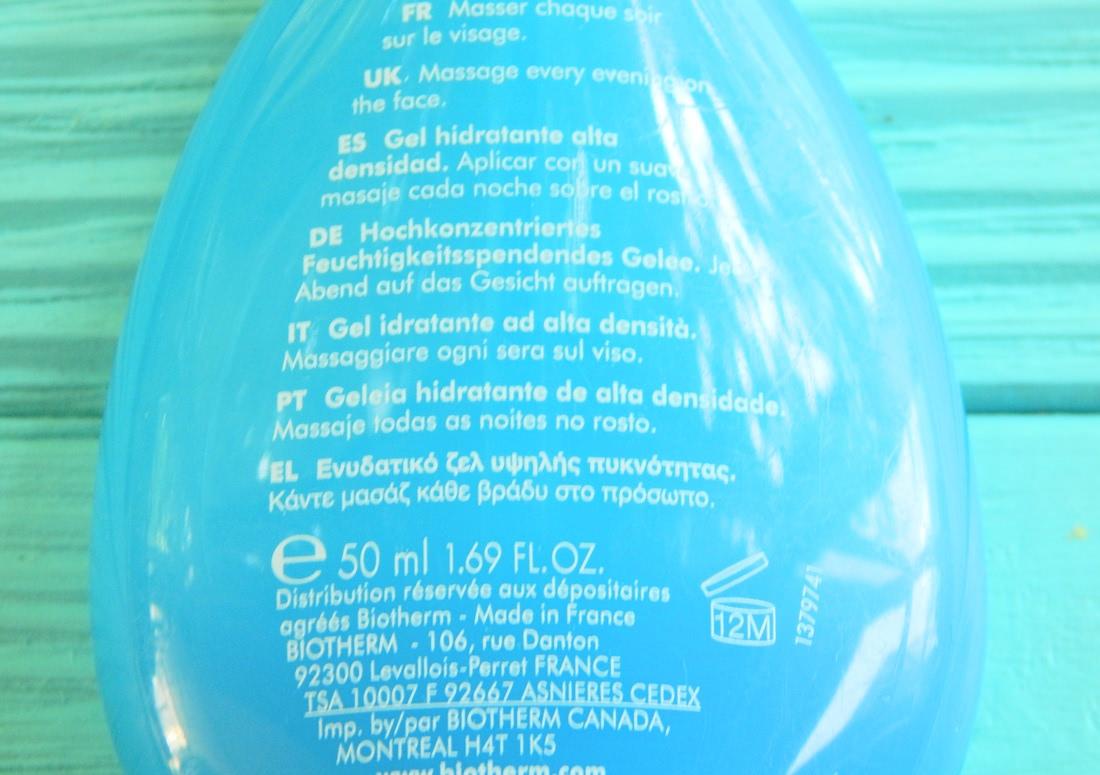 FR Masser chaque soir
sur le visage.
UK. Massage every evening on
the face.
ES Gel hidratante alta
densidad. Aplicar con un
masaje cada noche sobre el
DE Hochkonzentriertes
Feuchtigkeitsspendendes Gelee.
Abend auf das Gesicht auftragen.
IT Gel idratante ad alta densità.
Massaggiare ogni sera sul viso.
PT Geleia hidratante de alta densidade.
Massaje todas as noites no rosto.
EL Ενυδατικό ζελ υψηλής πυκνότητας.
Κάντε μασάζ κάθε βράδυ στο πρόσωπο.
e 50 ml 1.69 FL.OZ.
Distribution réservée aux dépositaires
agréés Biotherm - Made in France
BIOTHERM - 106, rue Danton
92300 Levallois-Perret FRANCE
TSA 10007 F 92667 ASNIERES CEDEX
Imp. by/par BIOTHERM CANADA,
MONTREAL H4T 1K5
www.biotherm.com
12M
1379741